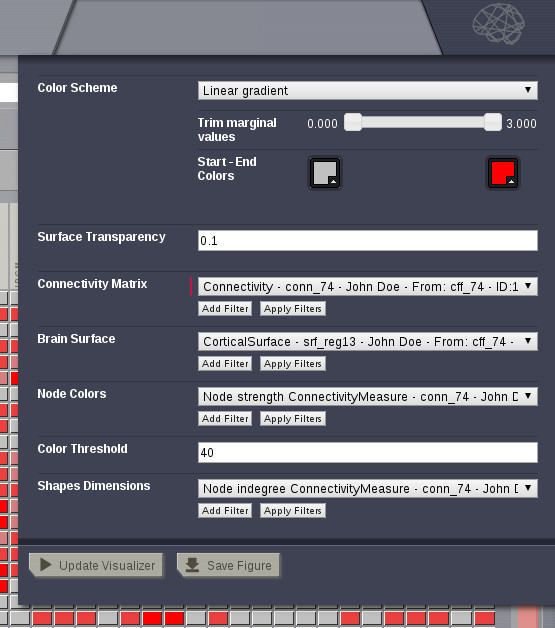 Color Scheme
Linear gradient
Trim marginal
values
0.000
3.000
Start - End
Colors
Surface Transparency
0.1
Connectivity Matrix
Connectivity - conn_74 - John Doe - From: cff_74 - ID:1
Add Filter
Apply Filters
Brain Surface
CorticalSurface - srf_reg13 - John Doe - From: cff_74 -
Add Filter
Apply Filters
Node Colors
Node strength ConnectivityMeasure - conn_74 - John D
Add Filter
Apply Filters
Color Threshold
40
Shapes Dimensions
Node indegree ConnectivityMeasure - conn_74 - John
Add Filter
Apply Filters
Update Visualizer
Save Figure